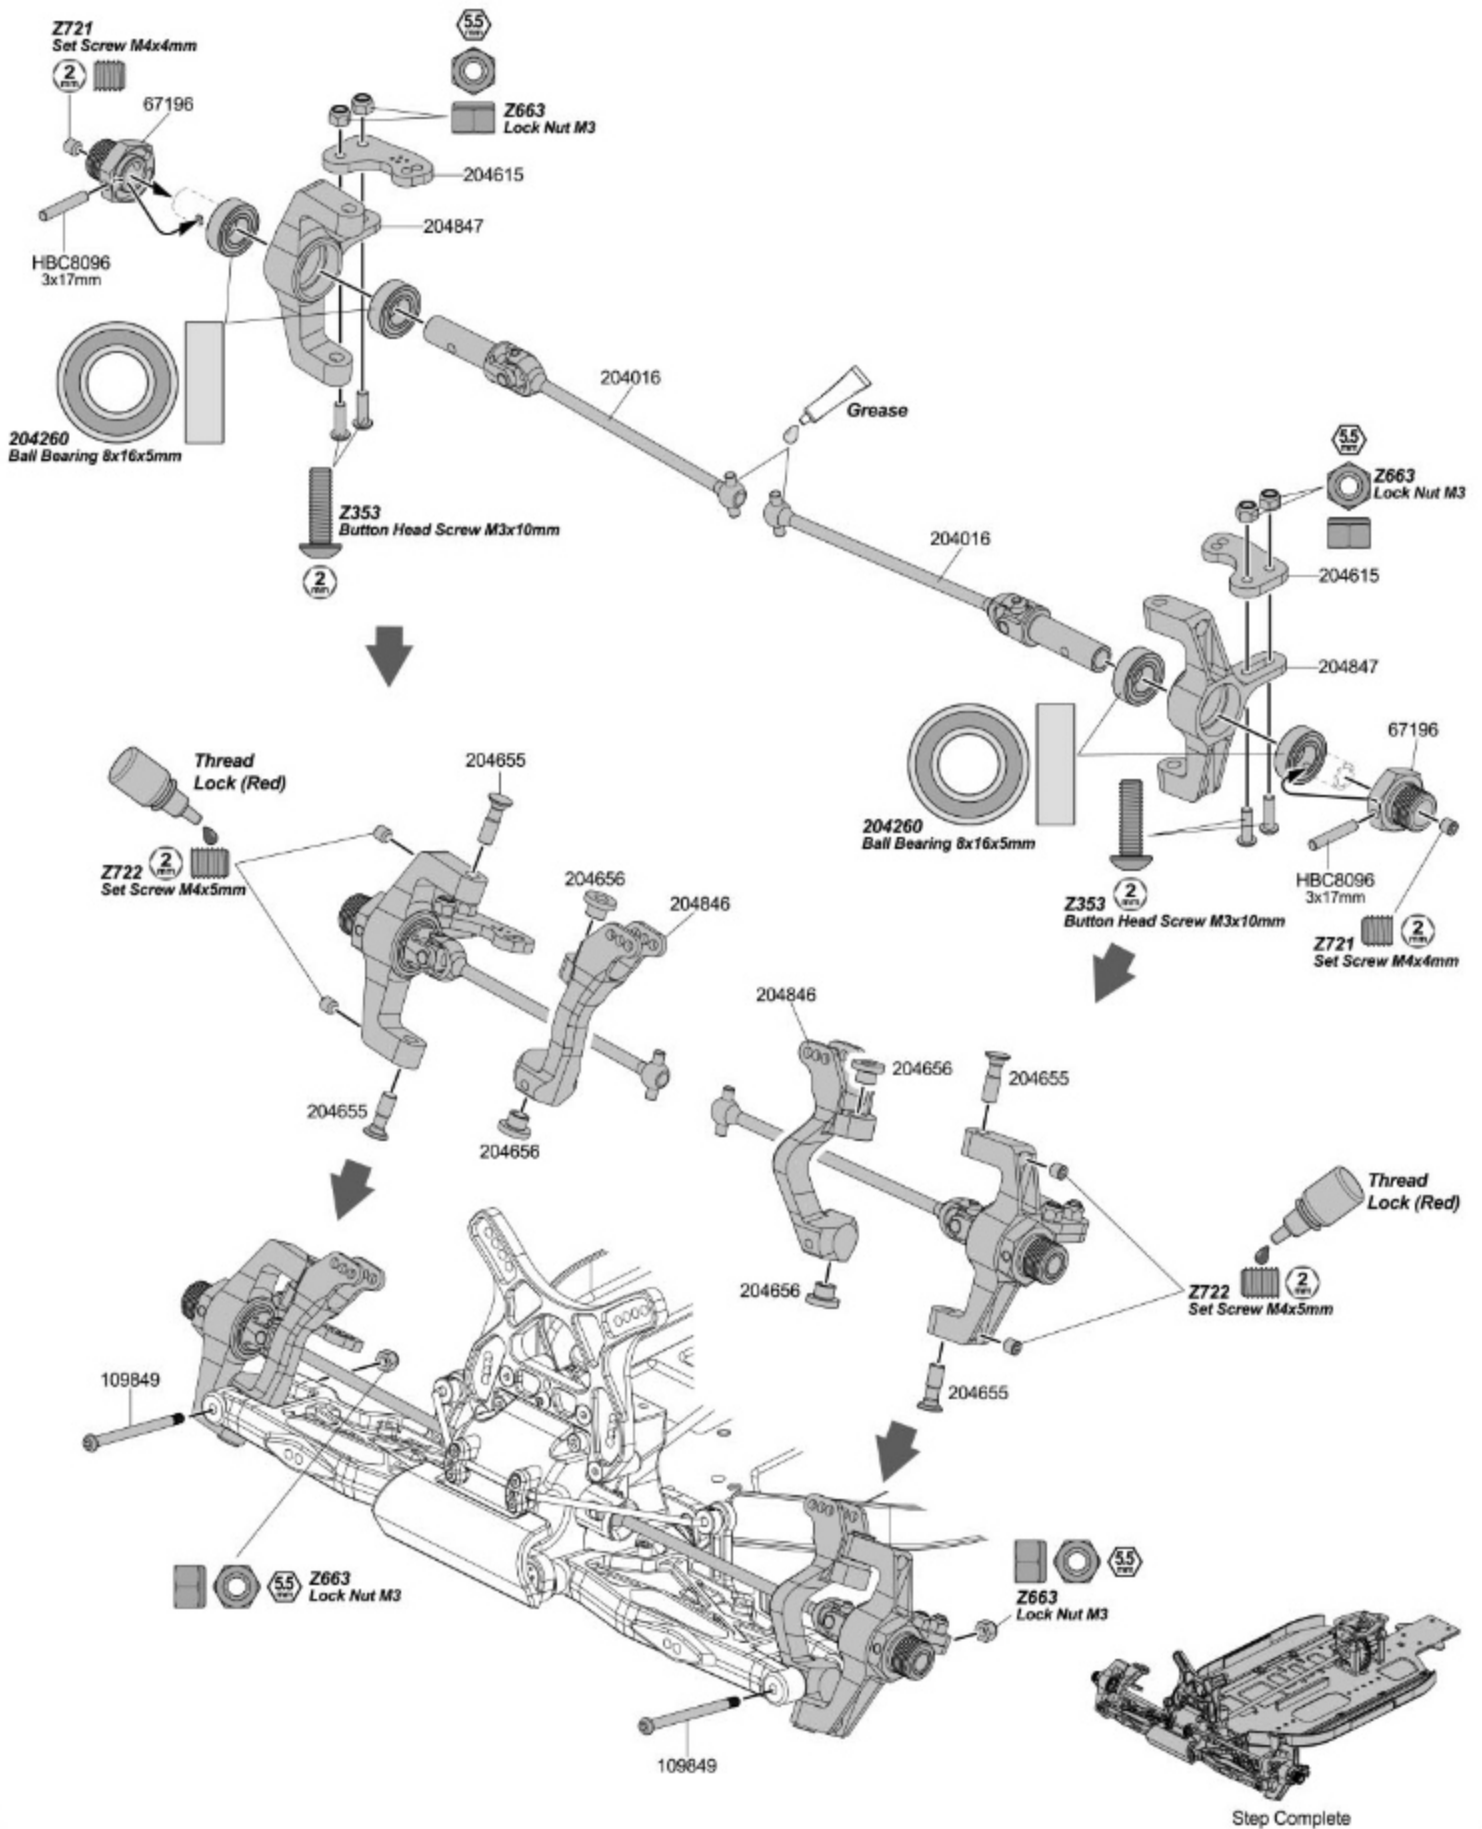 Z721
Set Screw M4x4mm
2
mm
67196
HBC8096
3x17mm
5.5
mm
Z663
Lock Nut M3
204615
204847
204260
Ball Bearing 8x16x5mm
Z353
Button Head Screw M3x10mm
2
mm
204016
Grease
204016
5.5
mm
Z663
Lock Nut M3
204615
204847
67196
204260
Ball Bearing 8x16x5mm
Z353
2
mm
Button Head Screw M3x10mm
HBC8096
3x17mm
Z721
2
mm
Set Screw M4x4mm
Thread
Lock (Red)
Z722
2
mm
Set Screw M4x5mm
204655
204656
204846
204655
204656
204846
204656
204655
204656
204655
Thread
Lock (Red)
Z722
2
mm
Set Screw M4x5mm
109849
5.5
mm
Z663
Lock Nut M3
5.5
mm
Z663
Lock Nut M3
109849
Step Complete